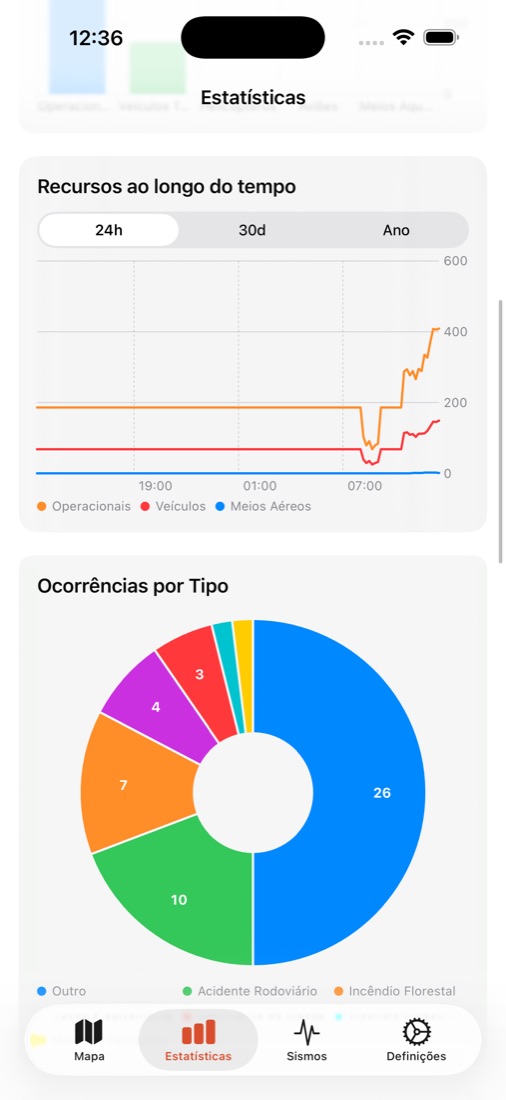 12:36
Estatísticas
Recursos ao longo do tempo
24h 30d Ano
600
400
200
0
19:00 01:00 07:00
Operacionais Veículos Meios Aéreos
Ocorrências por Tipo
3
4
7
26
10
Outro Acidente Rodoviário Incêndio Florestal
Mapa Estatísticas Sismos Definições